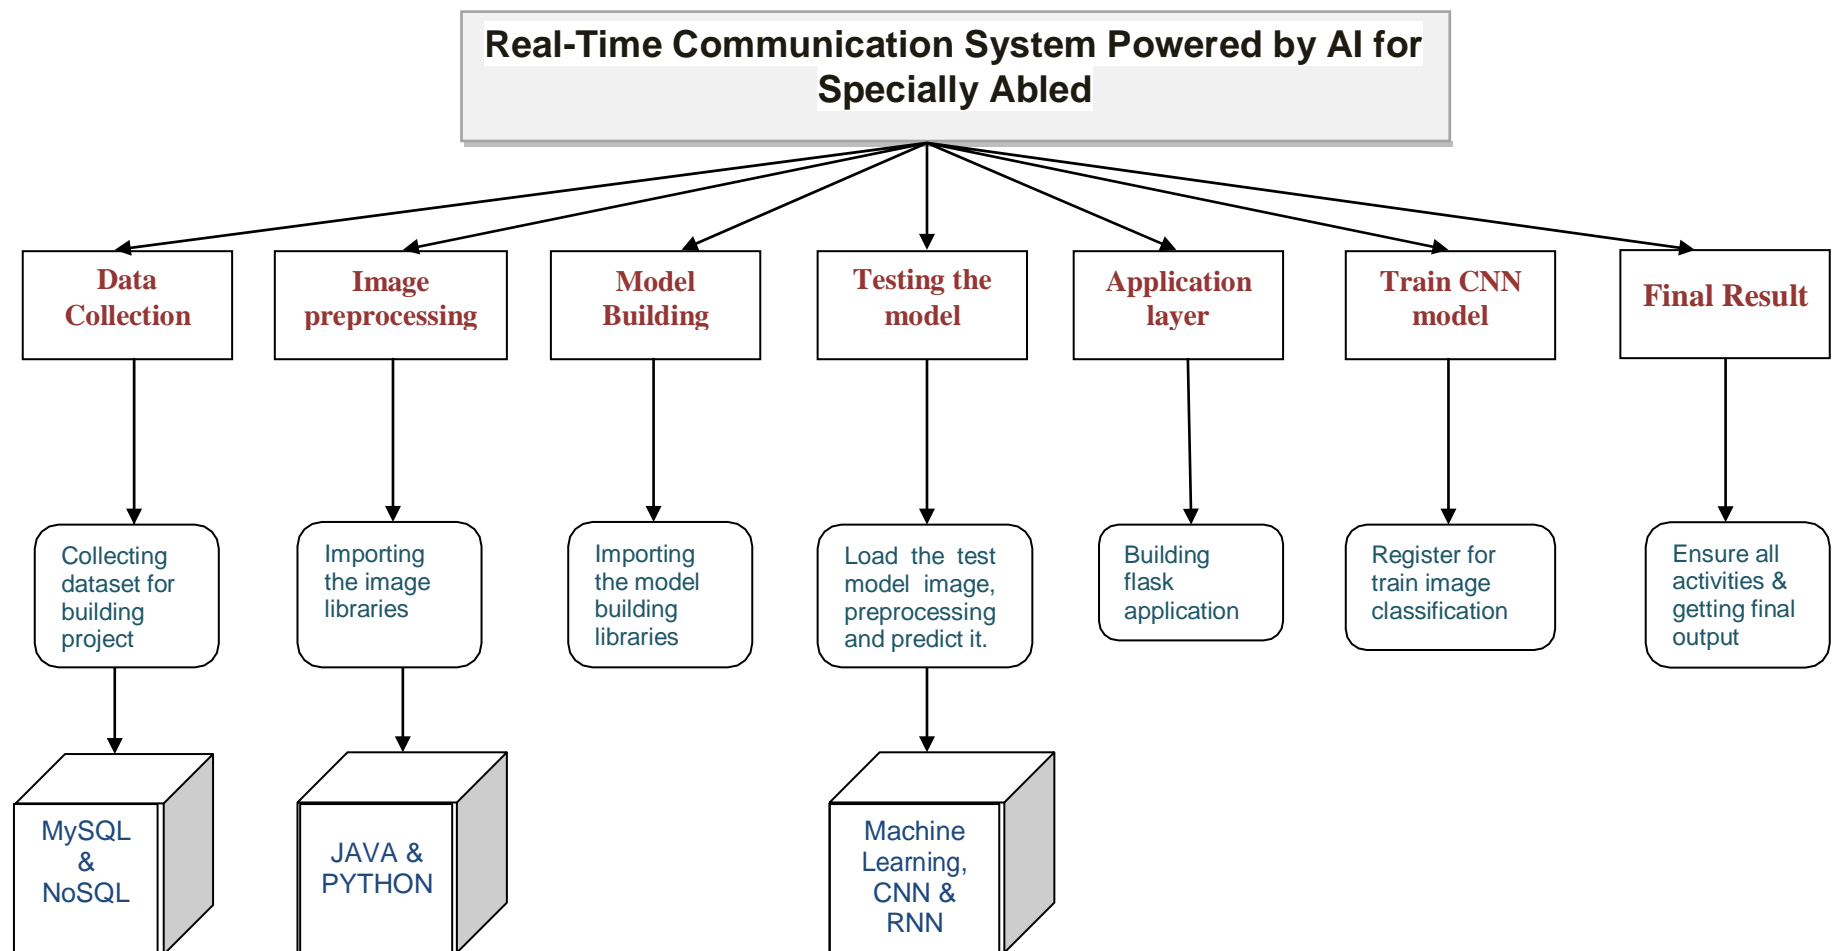 Real-Time Communication System Powered by AI for
Specially Abled
Data
Collection
Image
preprocessing
Model
Building
Testing the
model
Application
layer
Train CNN
model
Final Result
Collecting
dataset for
building
project
Importing
the image
libraries
Importing
the model
building
libraries
Load the test
model image,
preprocessing
and predict it.
Building
flask
application
Register for
train image
classification
Ensure all
activities &
getting final
output
MySQL
&
NoSQL
JAVA &
PYTHON
Machine
Learning,
CNN &
RNN